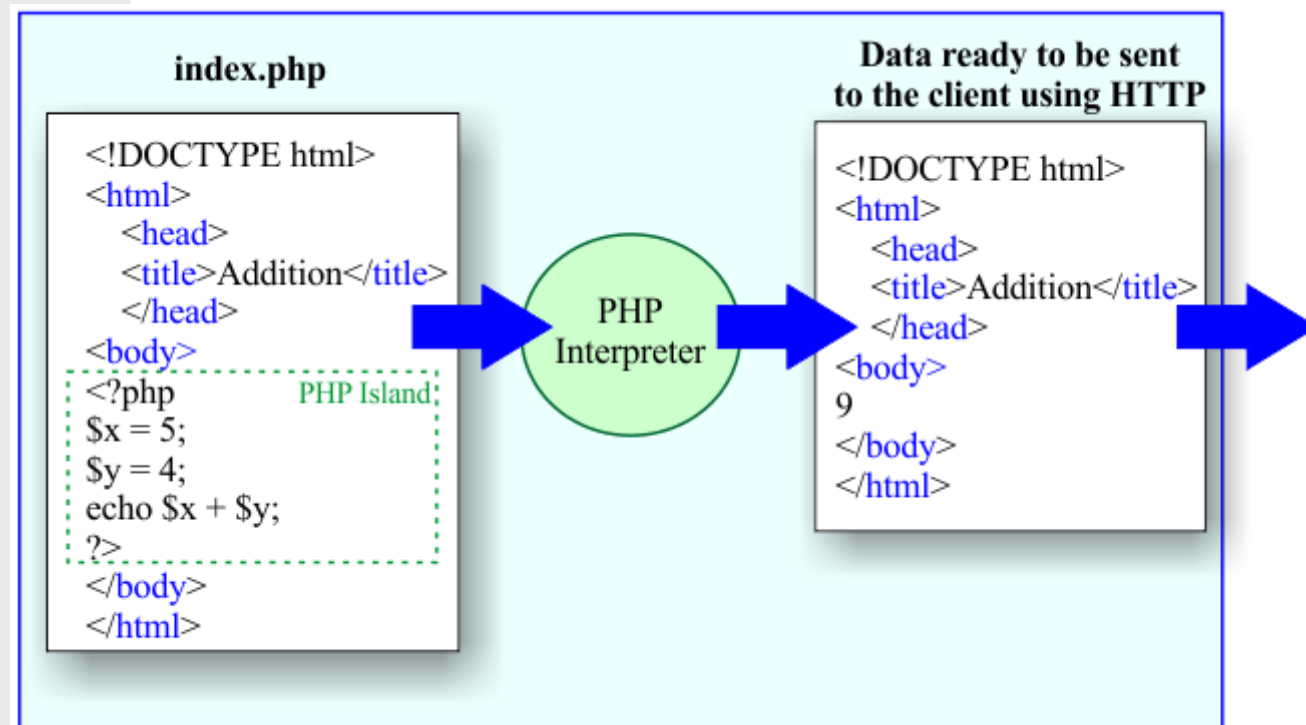 index.php
<!DOCTYPE html>
<html>
<head>
<title>Addition</title>
</head>
<body>
<?php
PHP Island
$x = 5;
$y = 4;
echo $x + $y;
?>
</body>
</html>
PHP
Interpreter
Data ready to be sent
to the client using HTTP
<!DOCTYPE html>
<html>
<head>
<title>Addition</title>
</head>
<body>
9
</body>
</html>